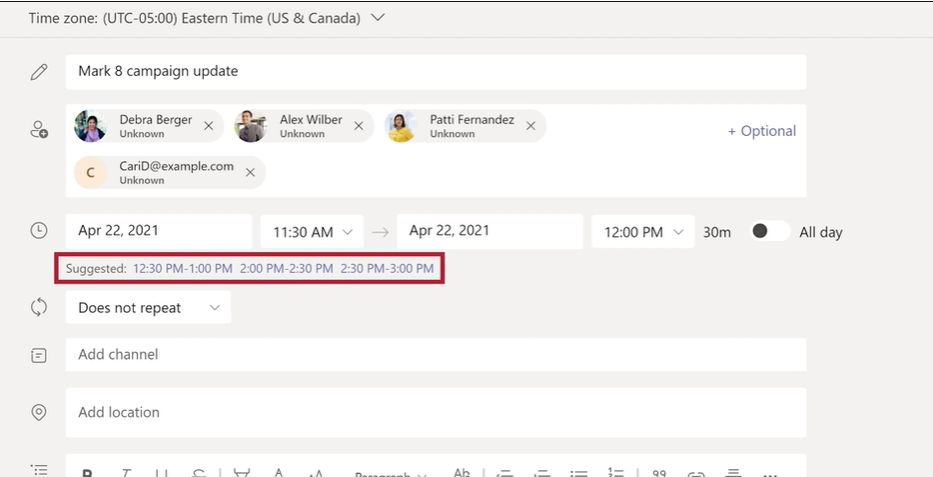 Time zone: (UTC-05:00) Eastern Time (US & Canada)
Mark 8 campaign update
Debra Berger
Unknown
Alex Wilber
Unknown
Patti Fernandez
Unknown
+ Optional
C
CariD@example.com
Unknown
Apr 22, 2021 11:30 AM → Apr 22, 2021 12:00 PM 30m All day
Suggested: 12:30 PM-1:00 PM 2:00 PM-2:30 PM 2:30 PM-3:00 PM
Does not repeat
Add channel
Add location
B I U S A AA Paragraph Ab